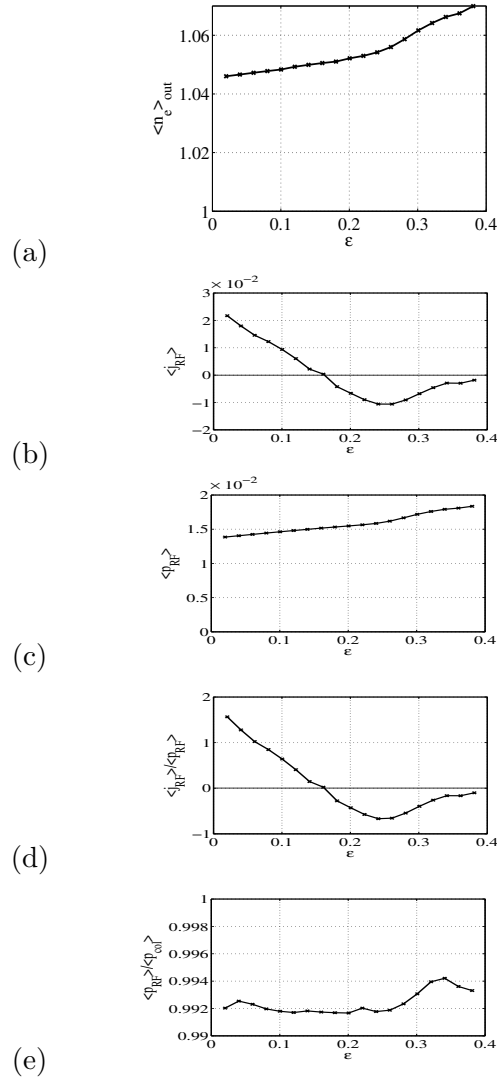 1.06
1.04
1.02
1
<n_e>_out
0 0.1 0.2 0.3 0.4
ε
(a)
× 10⁻²
3
2
1
0
−1
−2
<j_RF>
0 0.1 0.2 0.3 0.4
ε
(b)
× 10⁻²
2
1.5
1
0.5
0
<p_RF>
0 0.1 0.2 0.3 0.4
ε
(c)
2
1
0
−1
<j_RF>/<p_RF>
0 0.1 0.2 0.3 0.4
ε
(d)
1
0.998
0.996
0.994
0.992
0.99
<p_RF>/<p_col>
0 0.1 0.2 0.3 0.4
ε
(e)